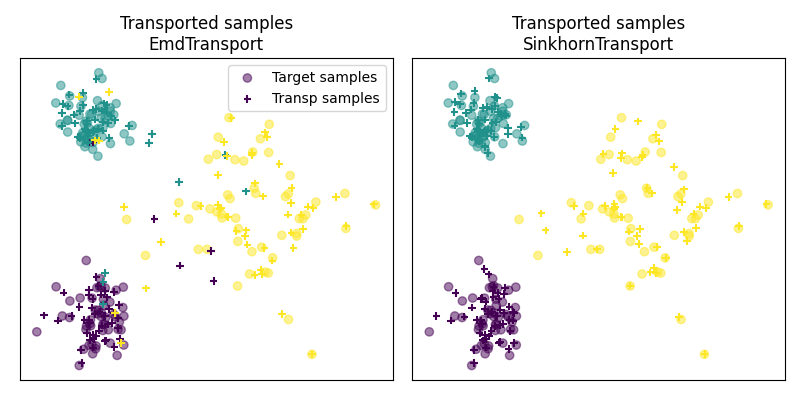 Transported samples
EmdTransport
Target samples
Transp samples
Transported samples
SinkhornTransport